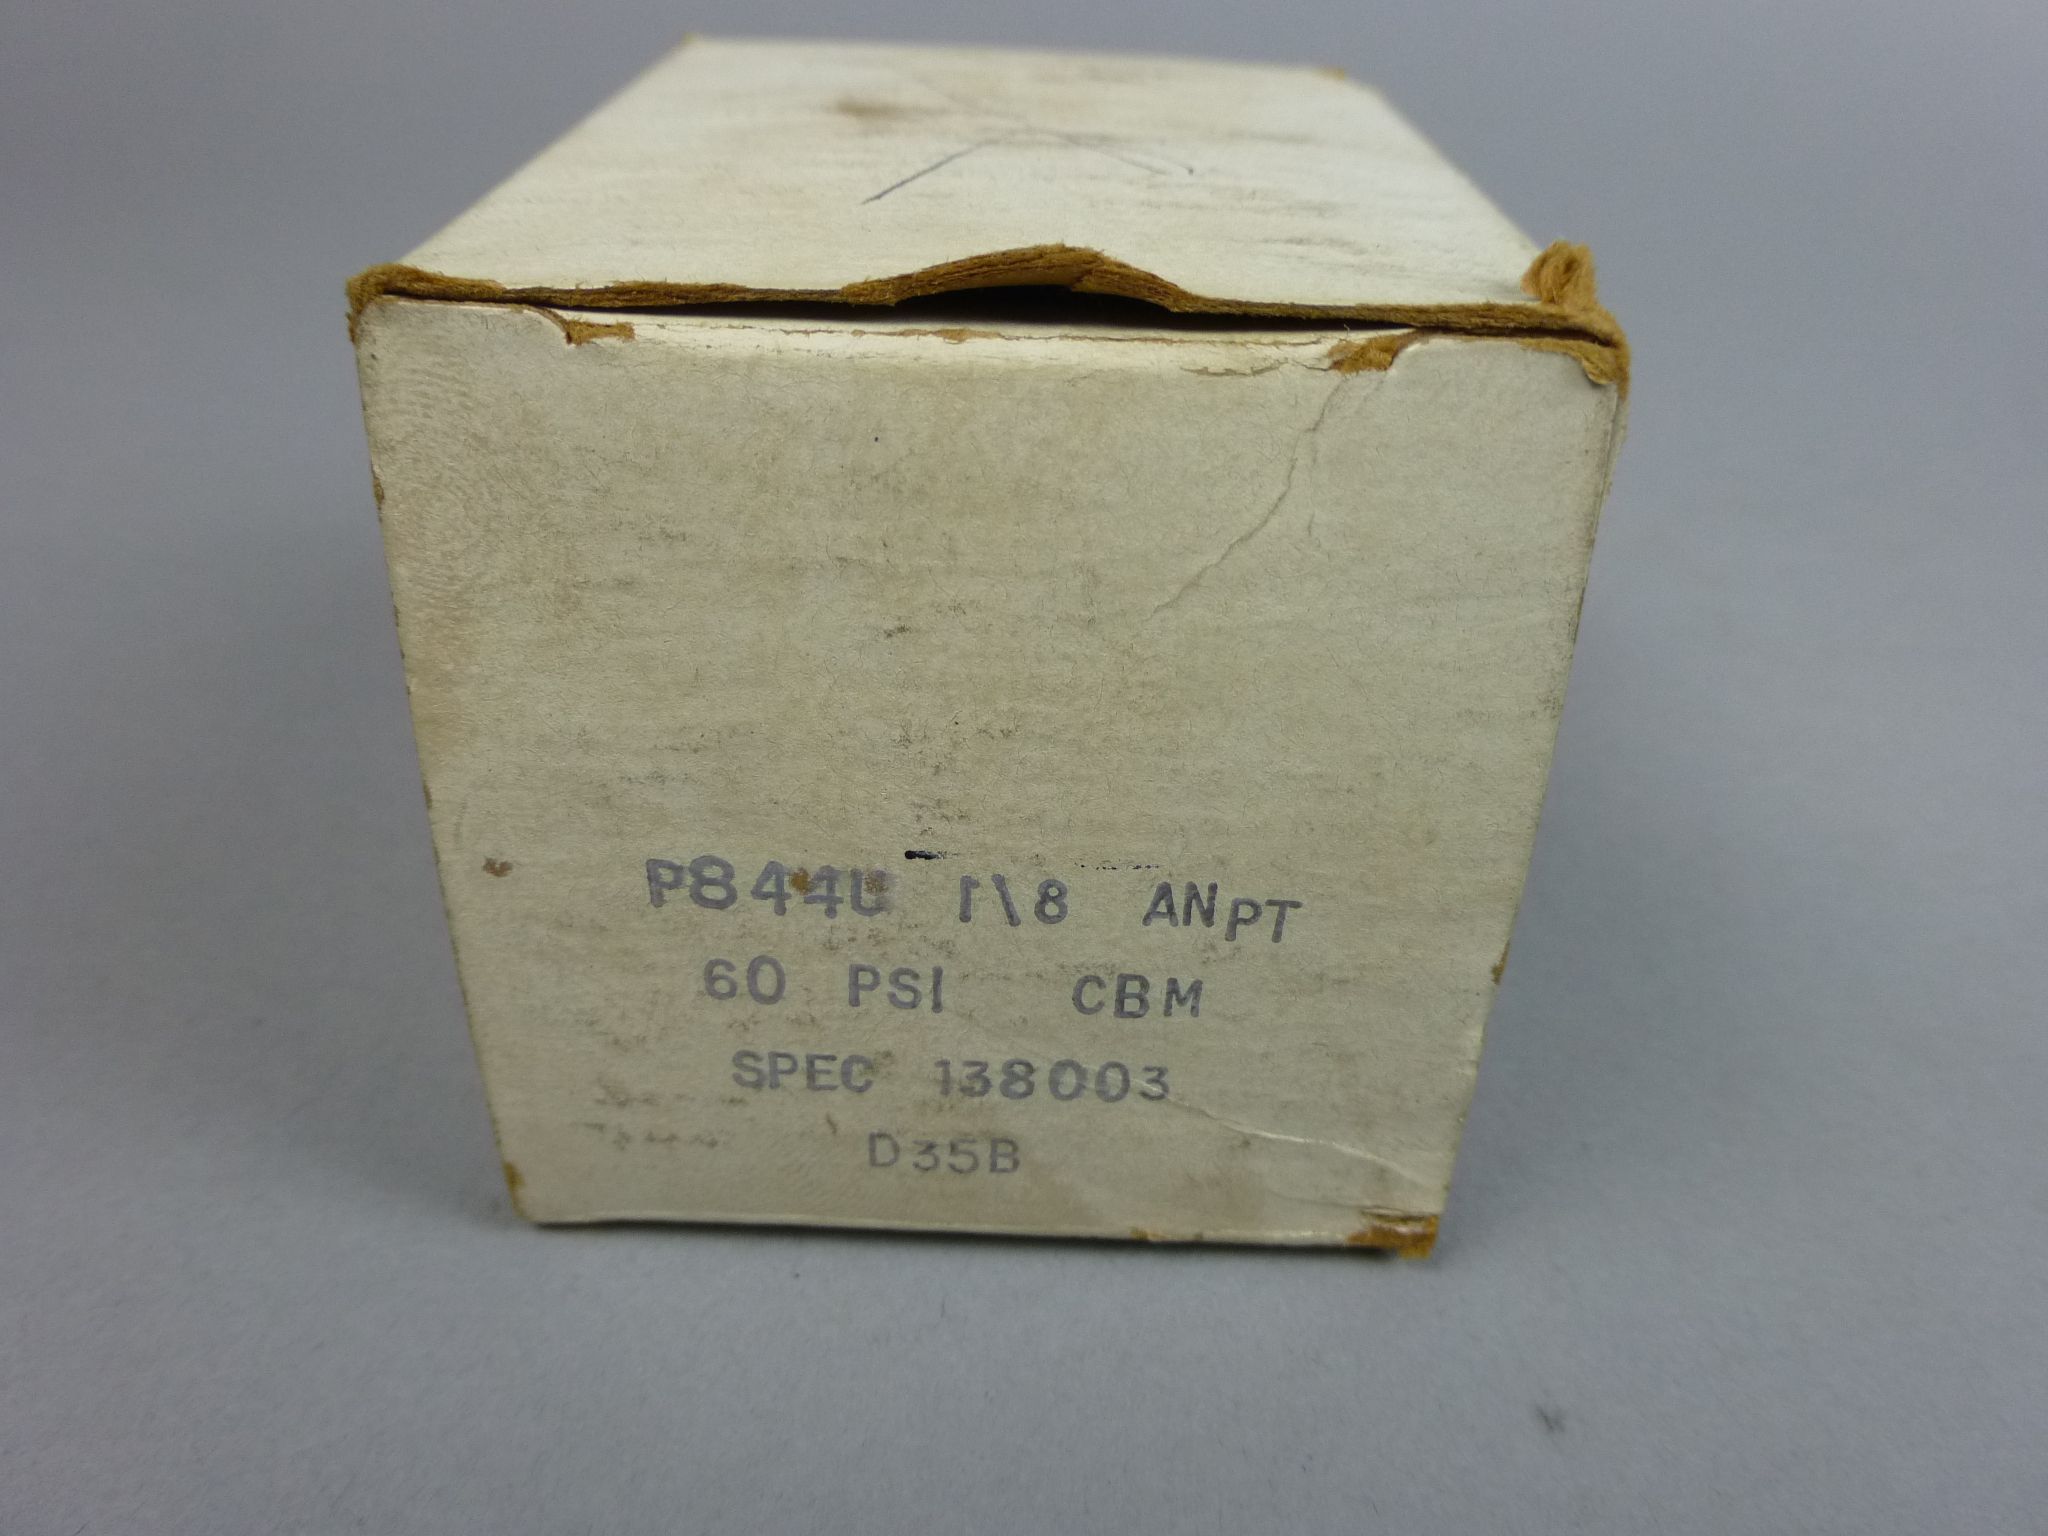 P844U 1\8 ANPT
60 PSI CBM
SPEC 138003
D35B